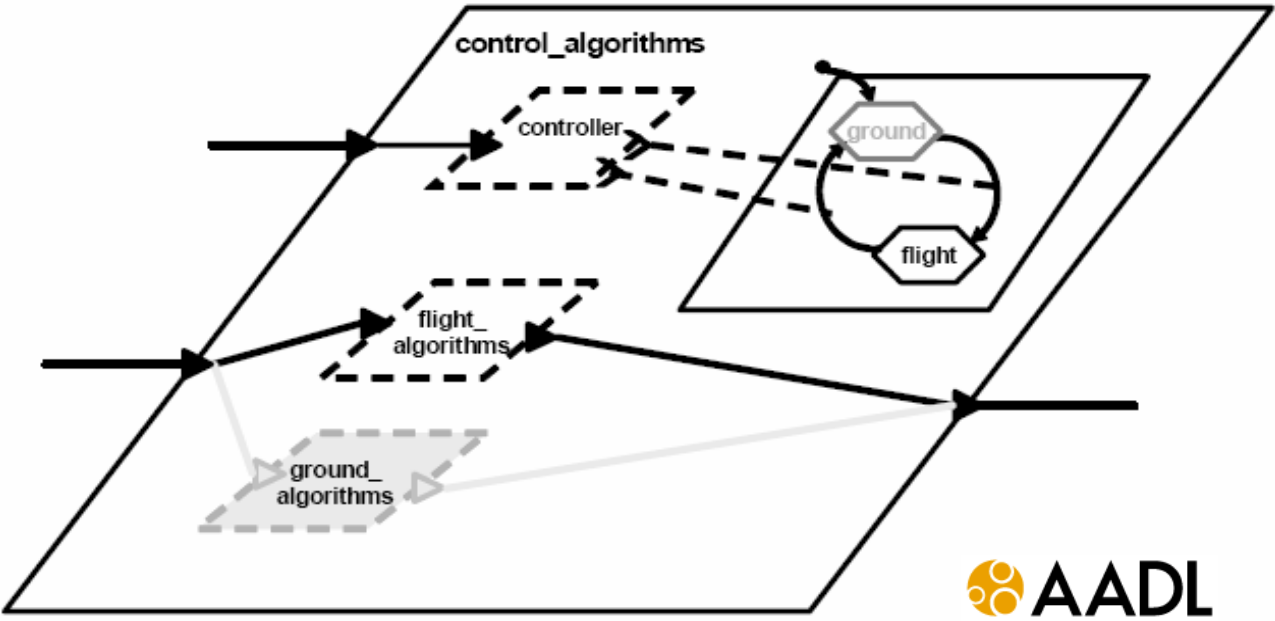 control_algorithms
controller
ground
flight
flight_
algorithms
ground_
algorithms
AADL